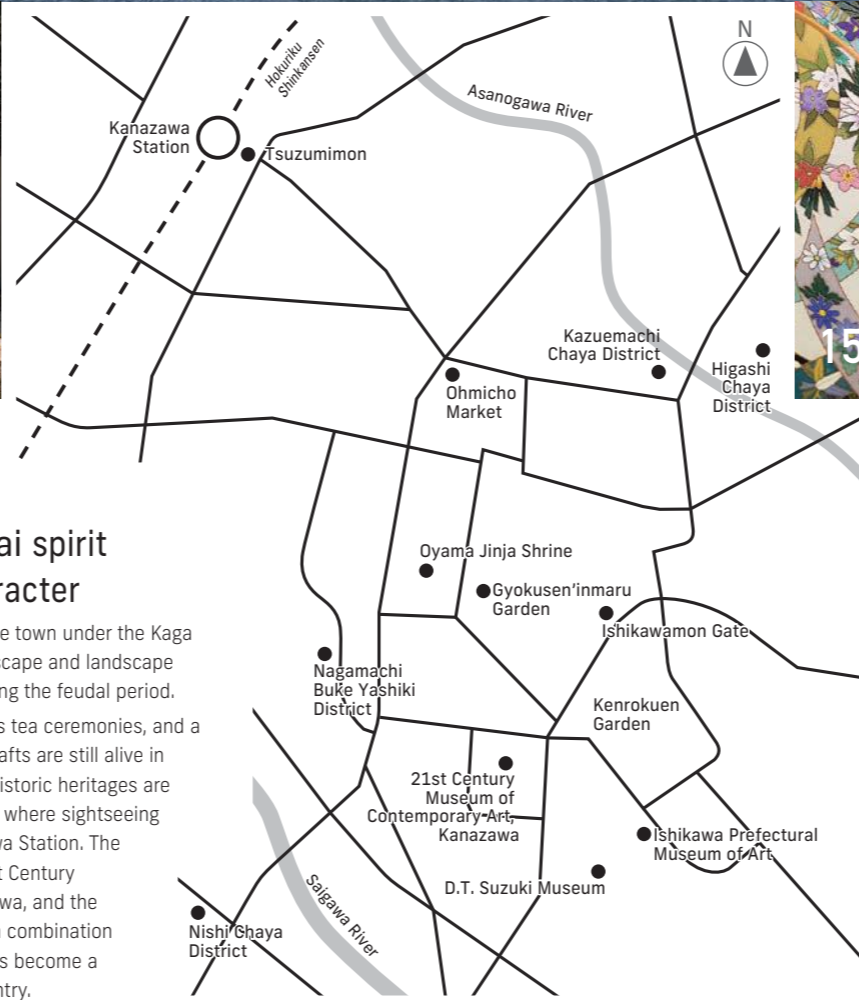 N
Hokuriku
Shinkansen
Asanogawa River
Kanazawa
Station
Tsuzumimon
15
Kazuemachi
Chaya District
Higashi
Chaya
District
Ohmicho
Market
Oyama Jinja Shrine
Gyokusen'inmaru
Garden
Ishikawamon Gate
Nagamachi
Buke Yashiki
District
Kenrokuen
Garden
21st Century
Museum of
Contemporary Art,
Kanazawa
Ishikawa Prefectural
Museum of Art
D.T. Suzuki Museum
Saigawa River
Nishi Chaya
District
ai spirit
racter
e town under the Kaga
scape and landscape
ng the feudal period.
s tea ceremonies, and a
afts are still alive in
istoric heritages are
where sightseeing
va Station. The
t Century
wa, and the
combination
s become a
ntry.